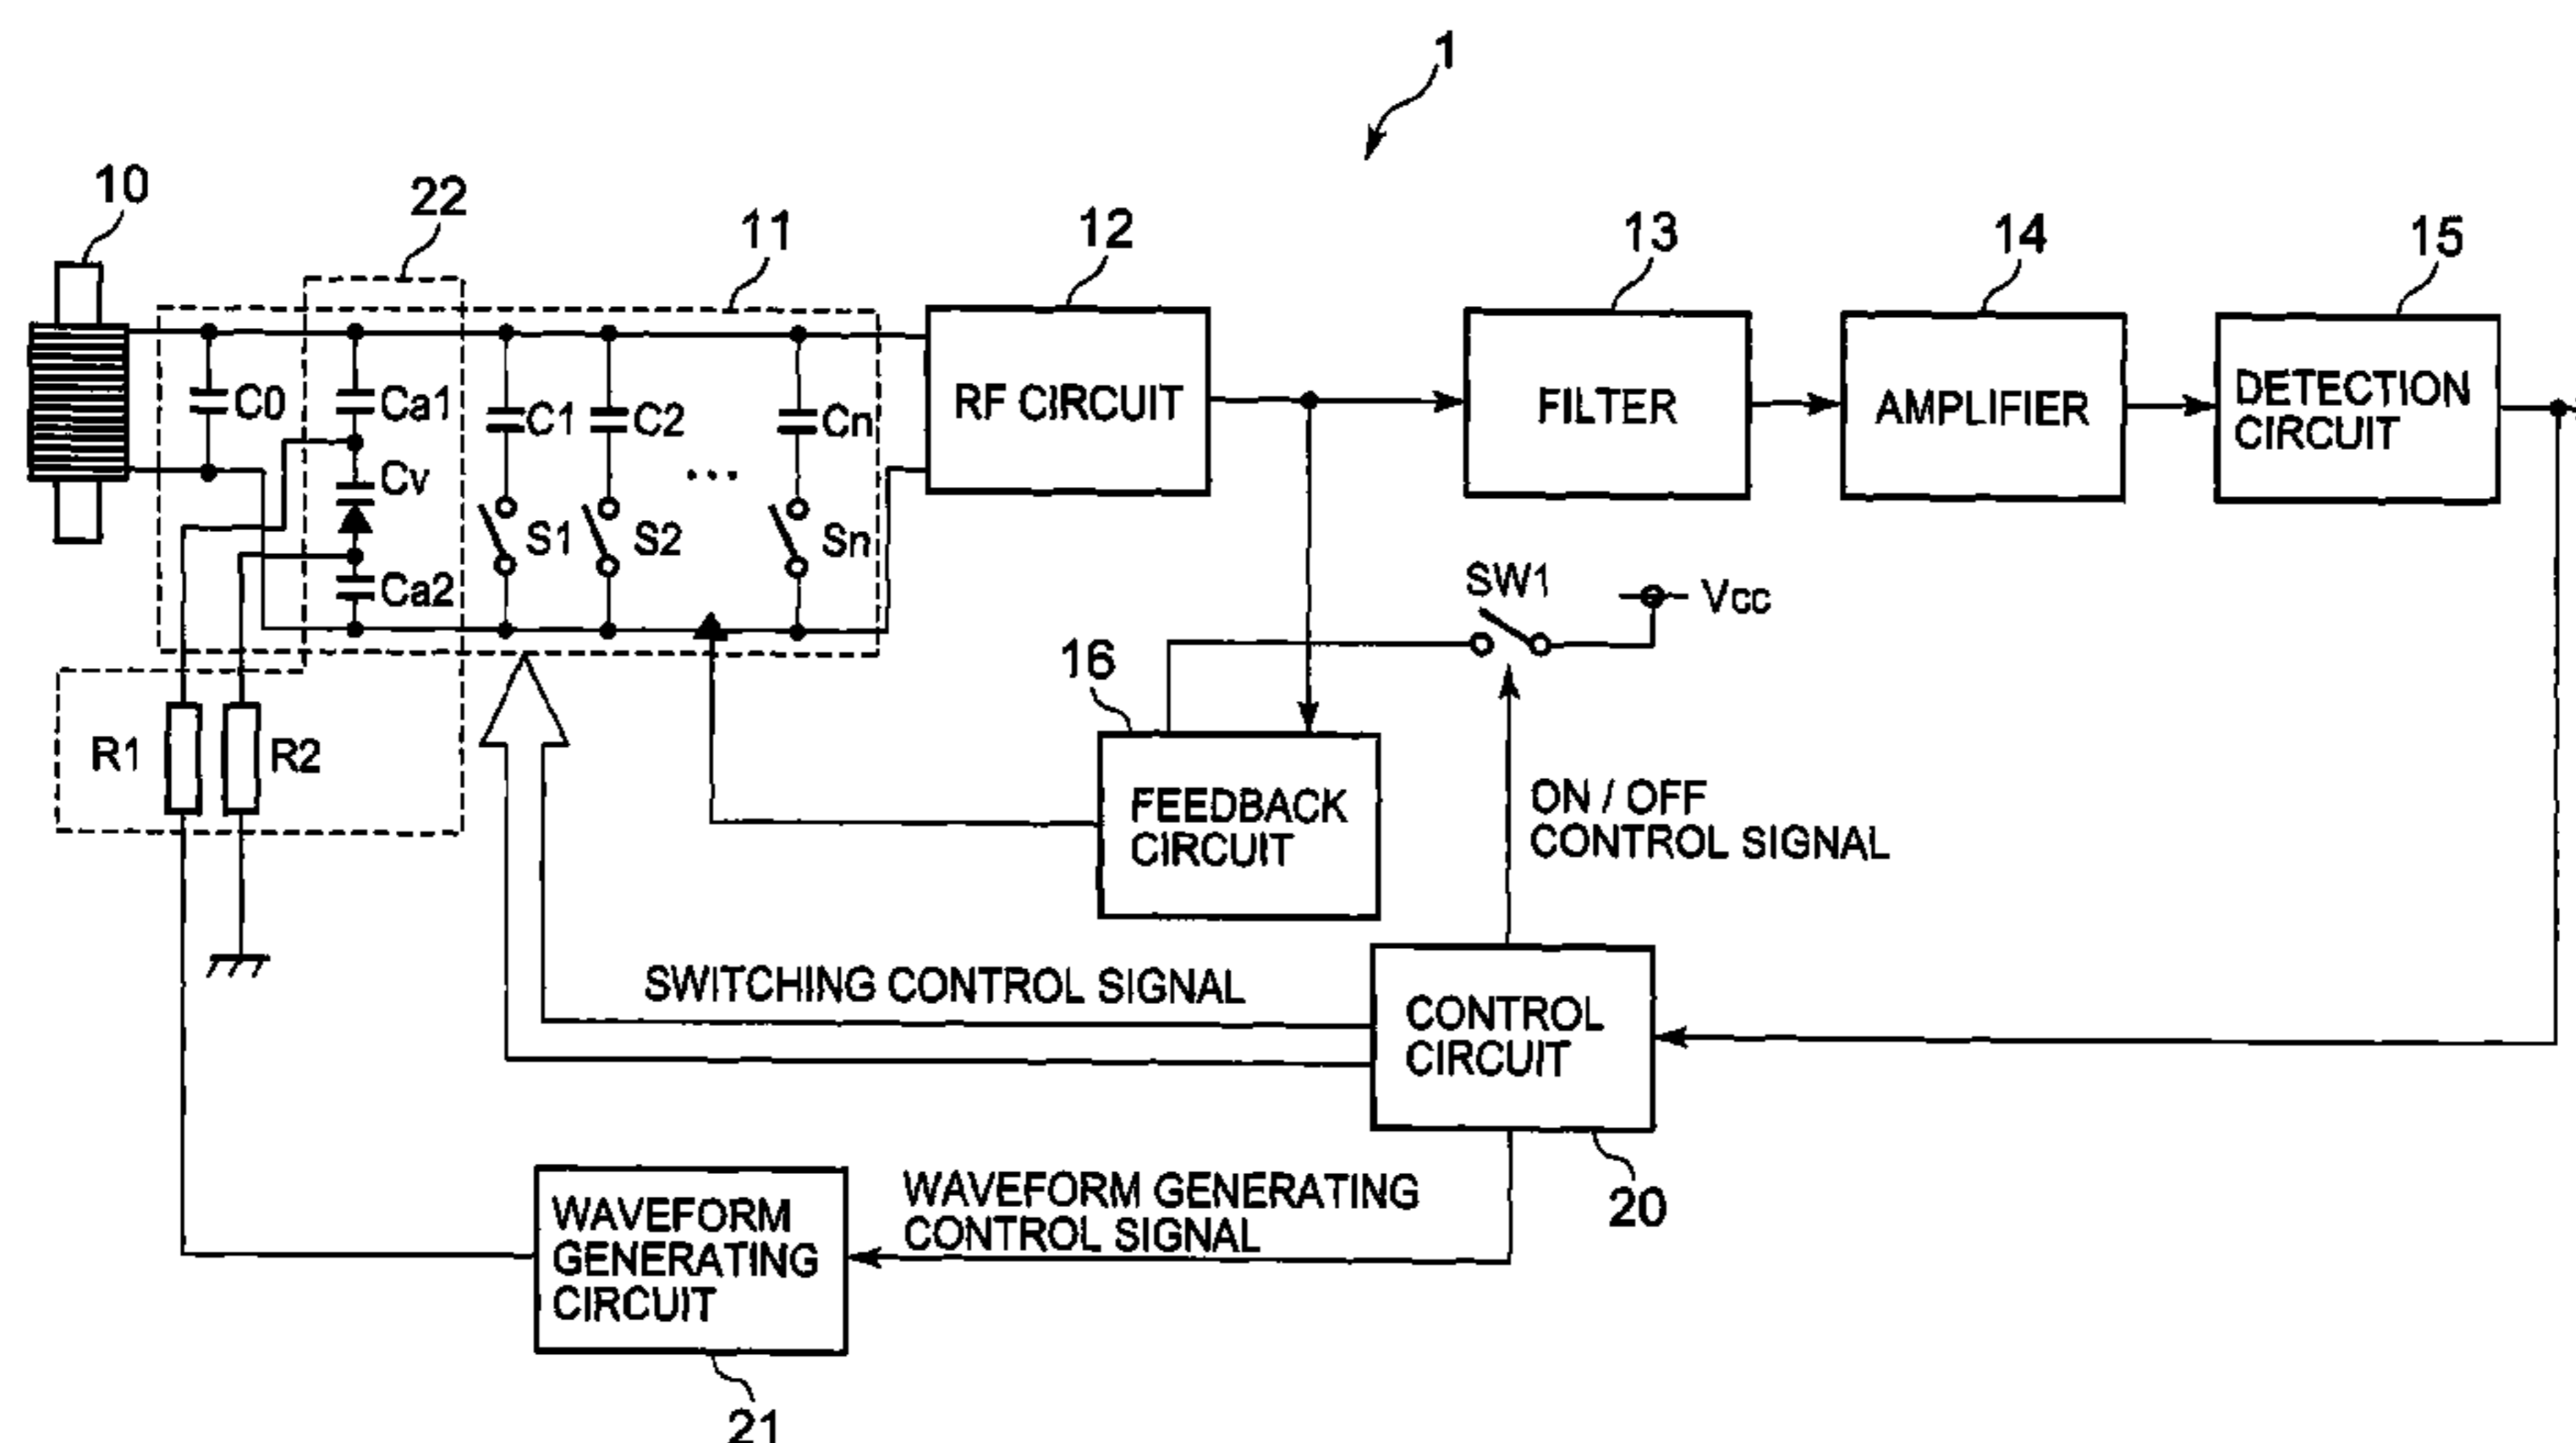 1
10
22
11
12
13
14
15
C0
Ca1
Cv
Ca2
C1
C2
Cn
...
S1
S2
Sn
RF CIRCUIT
FILTER
AMPLIFIER
DETECTION
CIRCUIT
SW1
Vcc
16
FEEDBACK
CIRCUIT
R1
R2
ON / OFF
CONTROL SIGNAL
SWITCHING CONTROL SIGNAL
CONTROL
CIRCUIT
20
WAVEFORM GENERATING
CONTROL SIGNAL
WAVEFORM
GENERATING
CIRCUIT
21